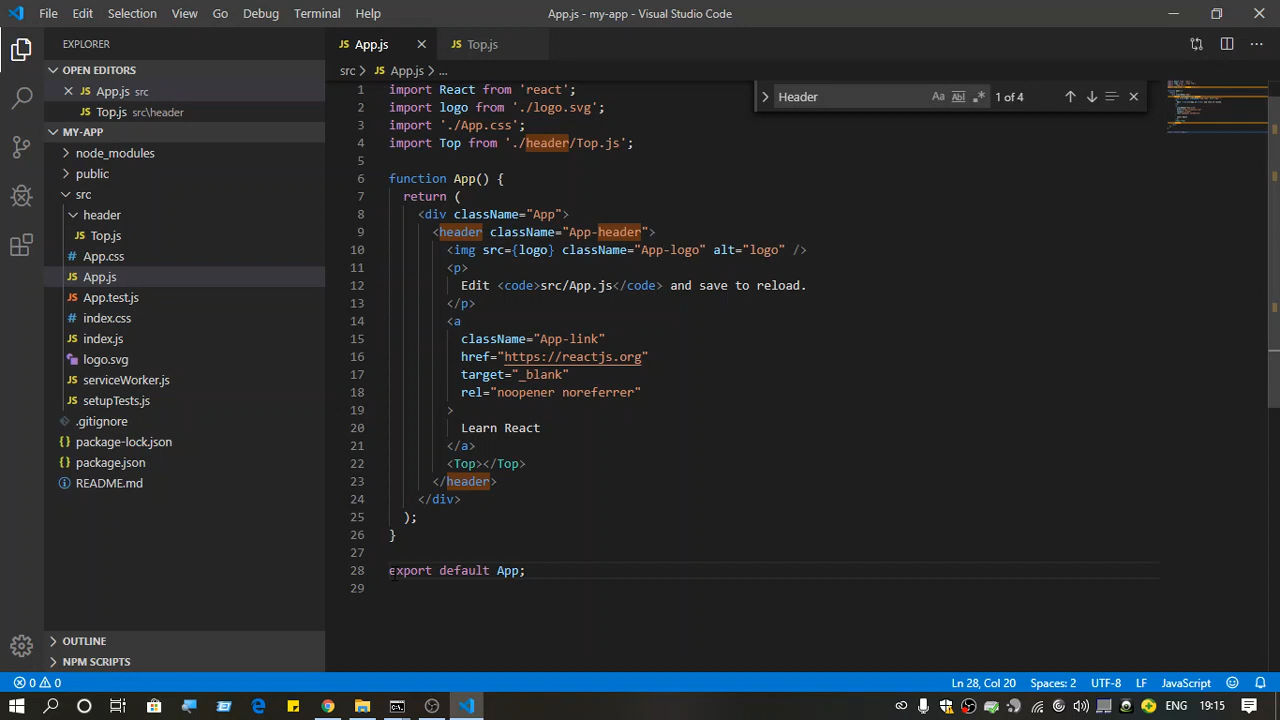 File Edit Selection View Go Debug Terminal Help App.js - my-app - Visual Studio Code
EXPLORER
OPEN EDITORS
App.js src
Top.js src\header
MY-APP
node_modules
public
src
header
Top.js
App.css
App.js
App.test.js
index.css
index.js
logo.svg
serviceWorker.js
setupTests.js
.gitignore
package-lock.json
package.json
README.md
OUTLINE
NPM SCRIPTS
JS App.js JS Top.js
src > JS App.js > ...
Header Aa Abl .* 1 of 4
1 import React from 'react';
2 import logo from './logo.svg';
3 import './App.css';
4 import Top from './header/Top.js';
5
6 function App() {
7 return (
8 <div className="App">
9 <header className="App-header">
10 <img src={logo} className="App-logo" alt="logo" />
11 <p>
12 Edit <code>src/App.js</code> and save to reload.
13 </p>
14 <a
15 className="App-link"
16 href="https://reactjs.org"
17 target="_blank"
18 rel="noopener noreferrer"
19 >
20 Learn React
21 </a>
22 <Top></Top>
23 </header>
24 </div>
25 );
26 }
27
28 export default App;
29
0 0 Ln 28, Col 20 Spaces: 2 UTF-8 LF JavaScript
ENG 19:15